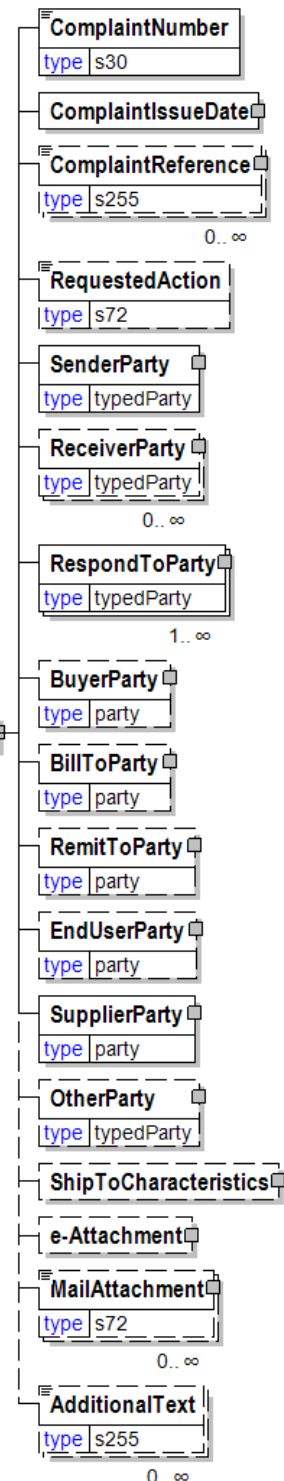 ComplaintNumber
type s30
ComplaintIssueDate
ComplaintReference
type s255
0.. ∞
RequestedAction
type s72
SenderParty
type typedParty
ReceiverParty
type typedParty
0.. ∞
RespondToParty
type typedParty
1.. ∞
BuyerParty
type party
BillToParty
type party
RemitToParty
type party
EndUserParty
type party
SupplierParty
type party
OtherParty
type typedParty
ShipToCharacteristics
e-Attachment
MailAttachment
type s72
0.. ∞
AdditionalText
type s255
0.. ∞